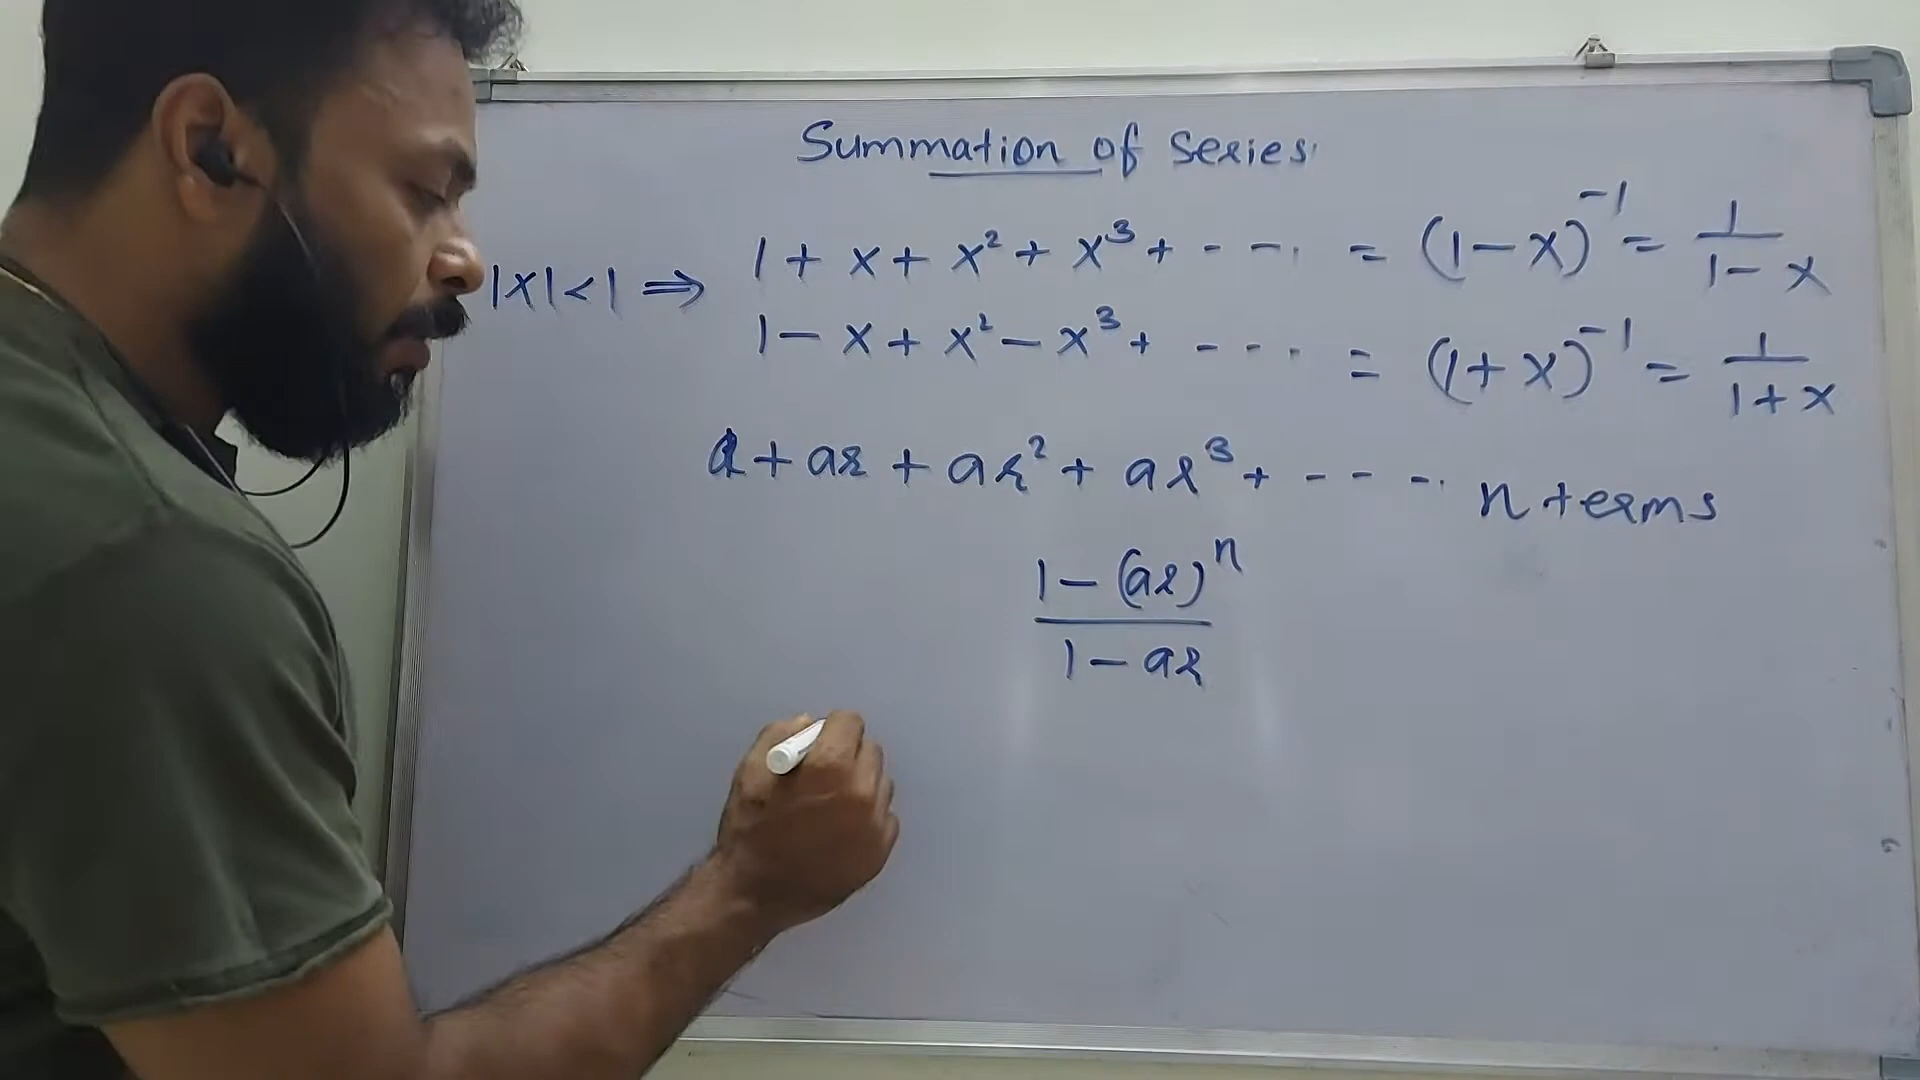 Summation of series
|x|<1 ⇒ 1 + x + x² + x³ + - - - = (1-x)⁻¹ = 1/(1-x)
1 - x + x² - x³ + - - - - = (1+x)⁻¹ = 1/(1+x)
a + ar + ar² + ar³ + - - - - n terms
1-(ar)ⁿ
1-ar